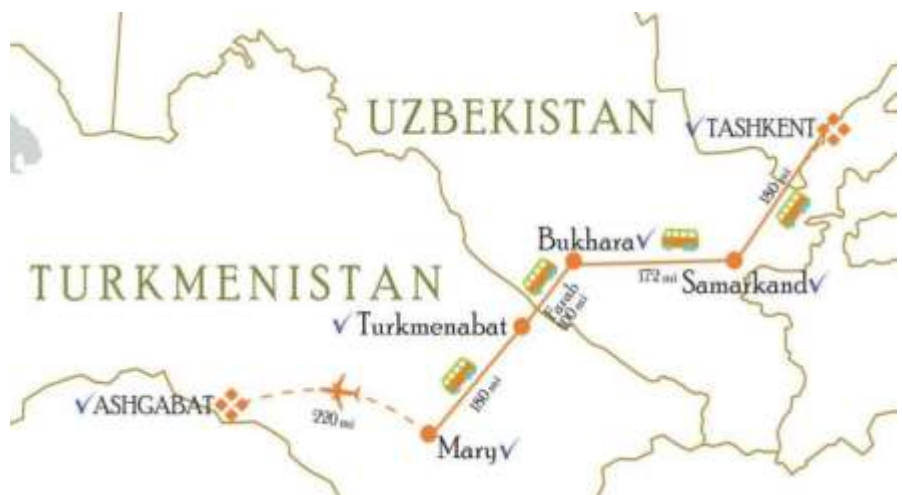 UZBEKISTAN
TASHKENT
180 mi
Bukhara
172 mi
Samarkand
TURKMENISTAN
Farab
100 mi
Turkmenabat
180 mi
ASHGABAT
220 mi
Mary